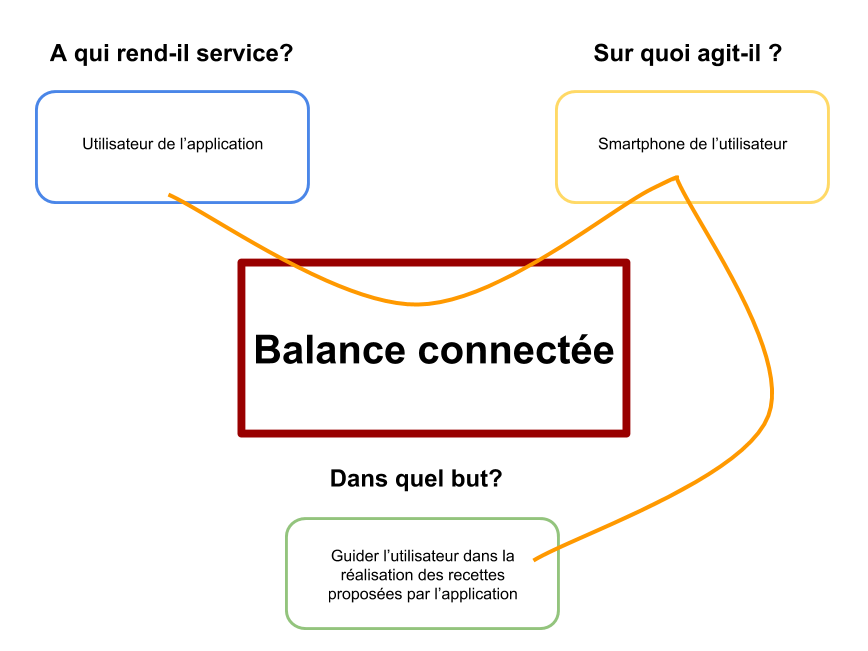 A qui rend-il service?
Sur quoi agit-il ?
Utilisateur de l'application
Smartphone de l'utilisateur
Balance connectée
Dans quel but?
Guider l'utilisateur dans la
réalisation des recettes
proposées par l'application